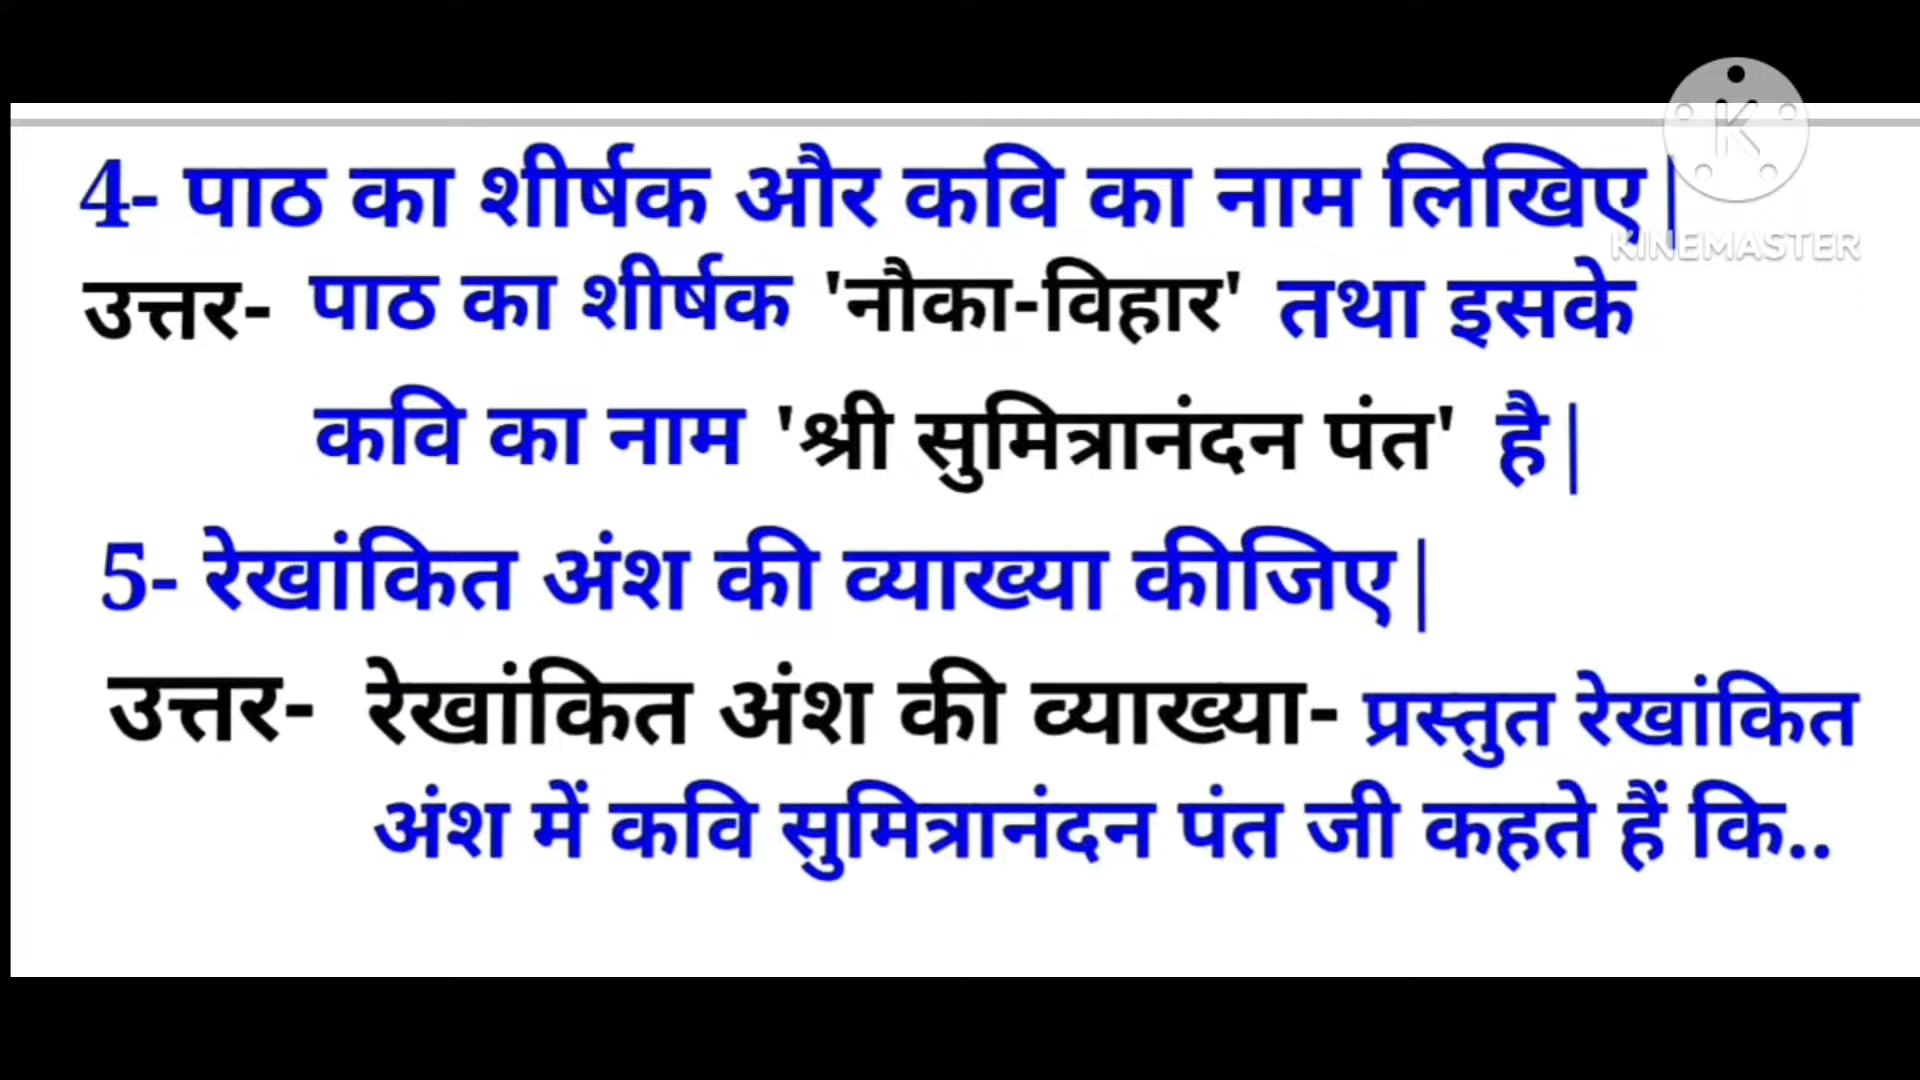 4- पाठ का शीर्षक और कवि का नाम लिखिए|
KINEMASTER
उत्तर- पाठ का शीर्षक 'नौका-विहार' तथा इसके
कवि का नाम 'श्री सुमित्रानंदन पंत' है|
5- रेखांकित अंश की व्याख्या कीजिए|
उत्तर- रेखांकित अंश की व्याख्या- प्रस्तुत रेखांकित
अंश में कवि सुमित्रानंदन पंत जी कहते हैं कि..